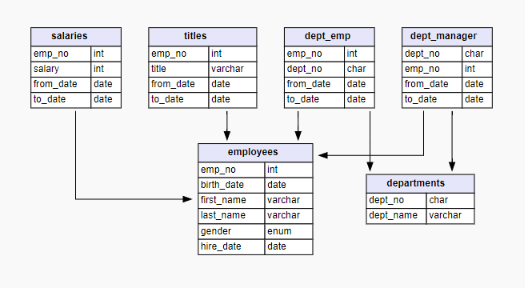 salaries
emp_no int
salary int
from_date date
to_date date
titles
emp_no int
title varchar
from_date date
to_date date
dept_emp
emp_no int
dept_no char
from_date date
to_date date
dept_manager
dept_no char
emp_no int
from_date date
to_date date
employees
emp_no int
birth_date date
first_name varchar
last_name varchar
gender enum
hire_date date
departments
dept_no char
dept_name varchar